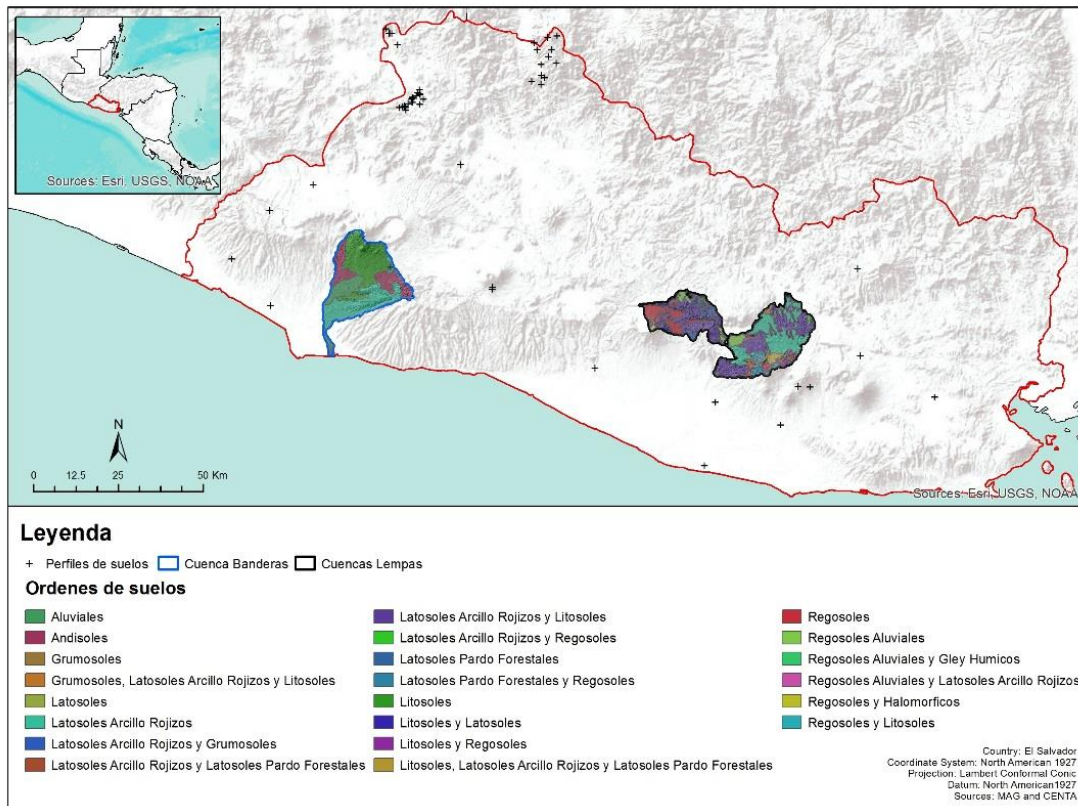 Sources: Esri, USGS, NOAA
N
0 12.5 25 50 Km
Sources: Esri, USGS, NOAA
Leyenda
Perfiles de suelos Cuenca Banderas Cuencas Lempas
Ordenes de suelos
Aluviales
Andisoles
Grumosoles
Grumosoles, Latosoles Arcillo Rojizos y Litosoles
Latosoles
Latosoles Arcillo Rojizos
Latosoles Arcillo Rojizos y Grumosoles
Latosoles Arcillo Rojizos y Latosoles Pardo Forestales
Latosoles Arcillo Rojizos y Litosoles
Latosoles Arcillo Rojizos y Regosoles
Latosoles Pardo Forestales
Latosoles Pardo Forestales y Regosoles
Litosoles
Litosoles y Latosoles
Litosoles y Regosoles
Litosoles, Latosoles Arcillo Rojizos y Latosoles Pardo Forestales
Regosoles
Regosoles Aluviales
Regosoles Aluviales y Gley Humicos
Regosoles Aluviales y Latosoles Arcillo Rojizos
Regosoles y Halomorficos
Regosoles y Litosoles
Country: El Salvador
Coordinate System: North American 1927
Projection: Lambert Conformal Conic
Datum: North American1927
Sources: MAG and CENTA